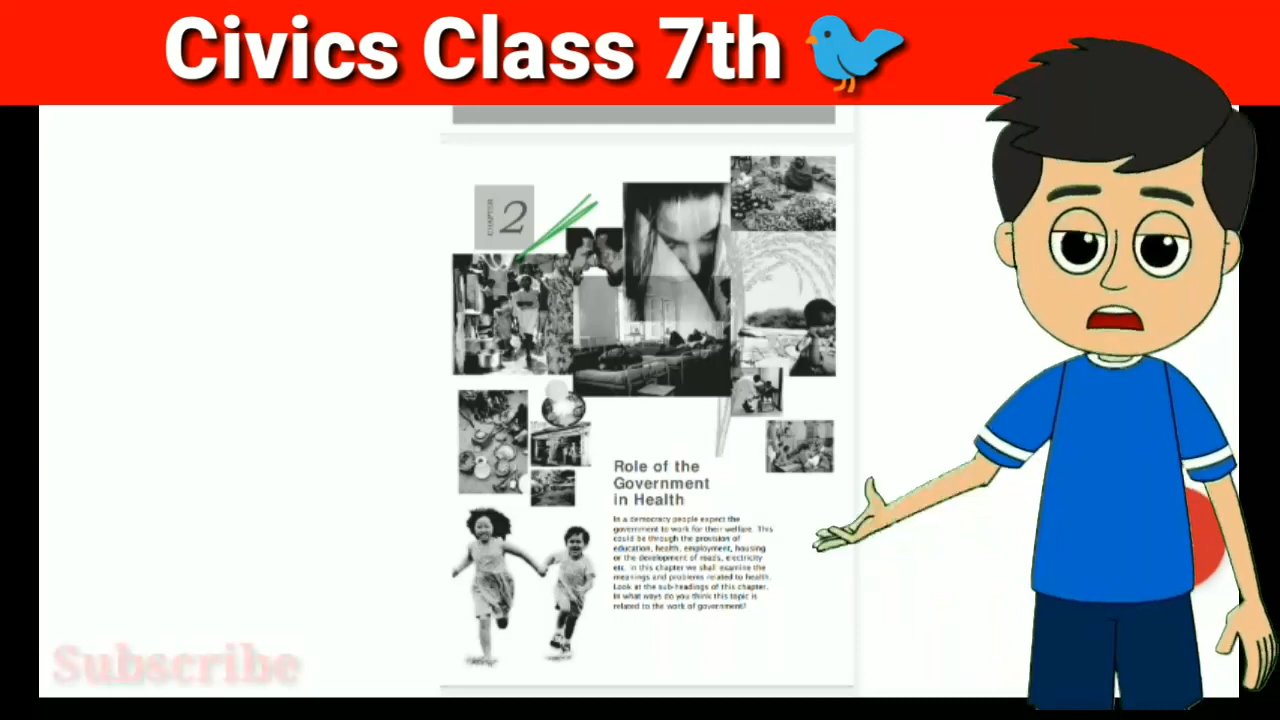 Civics Class 7th
CHAPTER 2
Role of the
Government
in Health
In a democracy people expect the
government to work for their welfare. This
could be through the provision of
education, health, employment, housing
or the development of roads, electricity
etc. In this chapter we shall examine the
meanings and problems related to health.
Look at the sub-headings of this chapter.
In what ways do you think this topic is
related to the work of government?
Subscribe